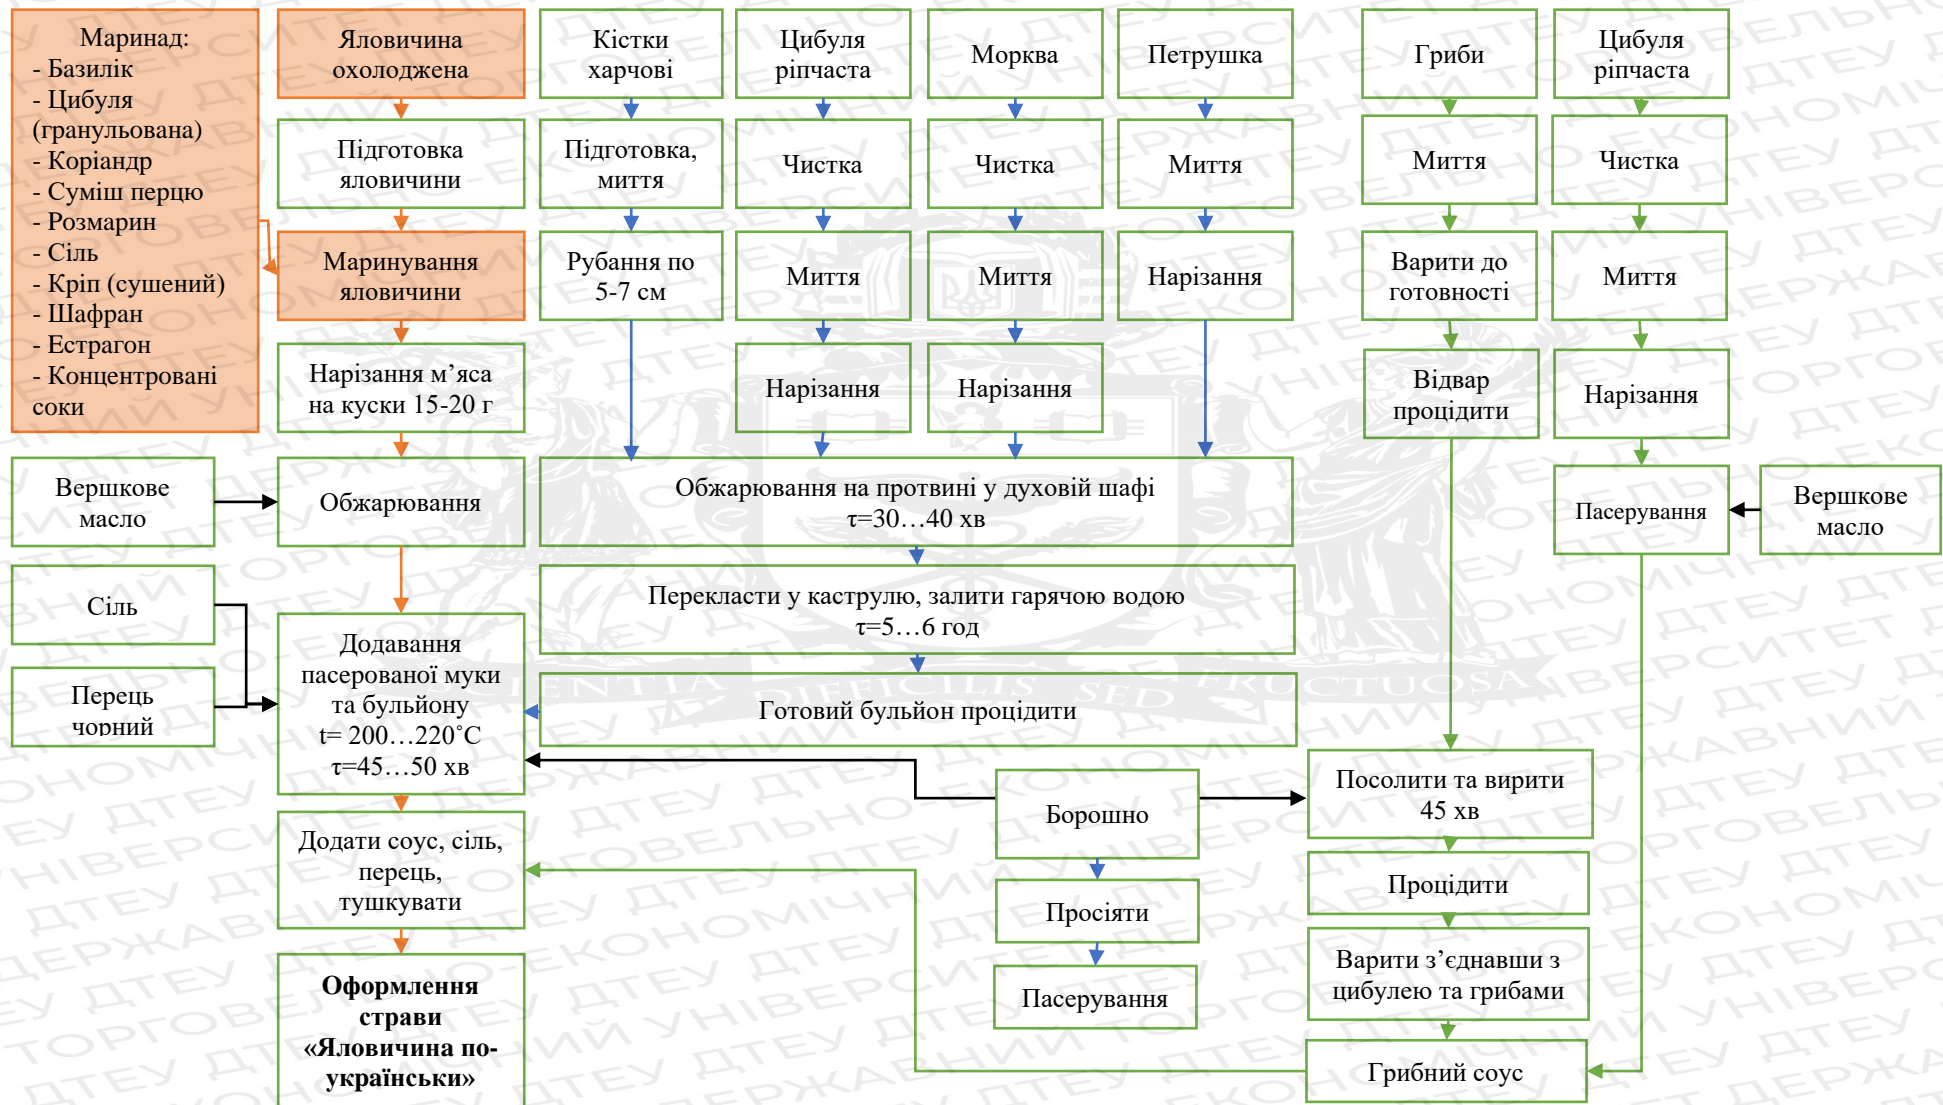 Маринад:
- Базилік
- Цибуля
(гранульована)
- Коріандр
- Суміш перцю
- Розмарин
- Сіль
- Кріп (сушений)
- Шафран
- Естрагон
- Концентровані
соки
Яловичина
охолоджена
Кістки
харчові
Цибуля
ріпчаста
Морква
Петрушка
Гриби
Цибуля
ріпчаста
Підготовка
яловичини
Підготовка,
миття
Чистка
Чистка
Миття
Миття
Чистка
Маринування
яловичини
Рубання по
5-7 см
Миття
Миття
Нарізання
Варити до
готовності
Миття
Нарізання м’яса
на куски 15-20 г
Нарізання
Нарізання
Відвар
процідити
Нарізання
Вершкове
масло
Обжарювання
Обжарювання на протвині у духовій шафі
τ=30…40 хв
Пасерування
Вершкове
масло
Сіль
Перекласти у каструлю, залити гарячою водою
τ=5…6 год
Перець
чорний
Додавання
пасерованої муки
та бульйону
t= 200…220˚С
τ=45…50 хв
Готовий бульйон процідити
Борошно
Посолити та вирити
45 хв
Додати соус, сіль,
перець,
тушкувати
Просіяти
Процідити
Пасерування
Варити з’єднавши з
цибулею та грибами
Оформлення
страви
«Яловичина по-
українськи»
Грибний соус